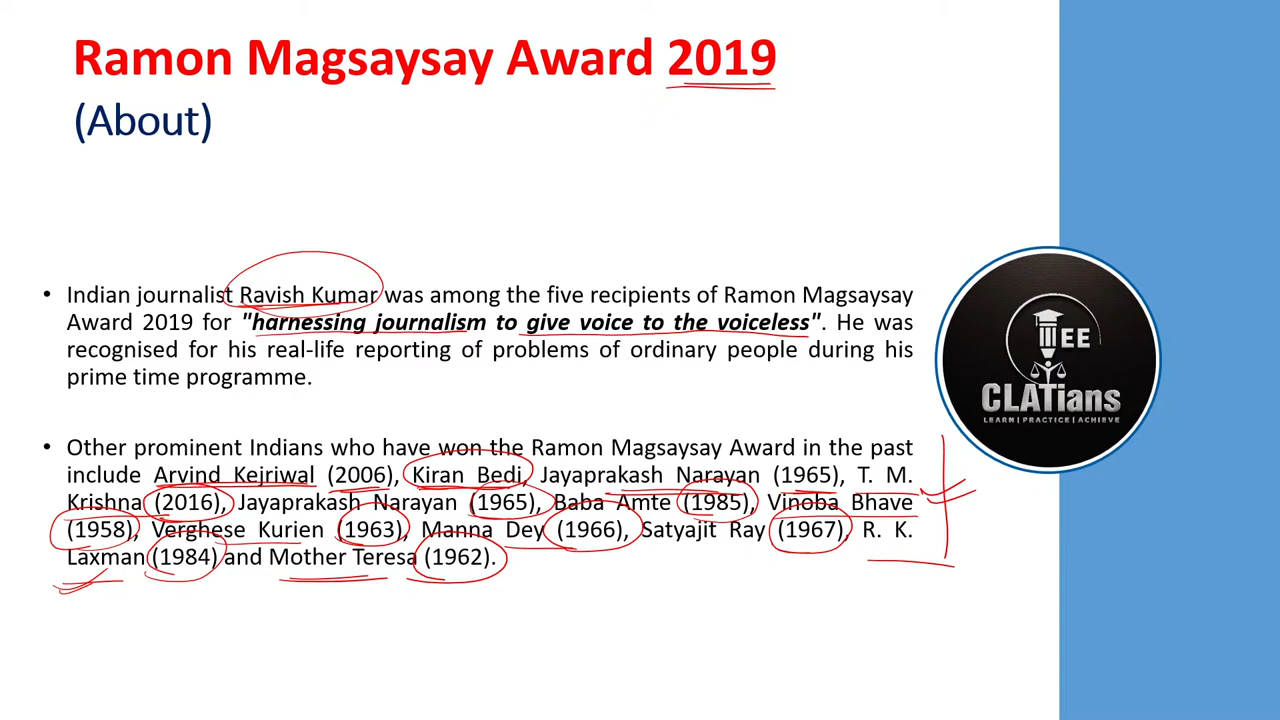 Ramon Magsaysay Award 2019
(About)
• Indian journalist Ravish Kumar was among the five recipients of Ramon Magsaysay
Award 2019 for "harnessing journalism to give voice to the voiceless". He was
recognised for his real-life reporting of problems of ordinary people during his
prime time programme.
• Other prominent Indians who have won the Ramon Magsaysay Award in the past
include Arvind Kejriwal (2006), Kiran Bedi, Jayaprakash Narayan (1965), T. M.
Krishna (2016), Jayaprakash Narayan (1965), Baba Amte (1985), Vinoba Bhave
(1958), Verghese Kurien (1963), Manna Dey (1966), Satyajit Ray (1967), R. K.
Laxman (1984) and Mother Teresa (1962).
EE
CLATians
LEARN | PRACTICE | ACHIEVE